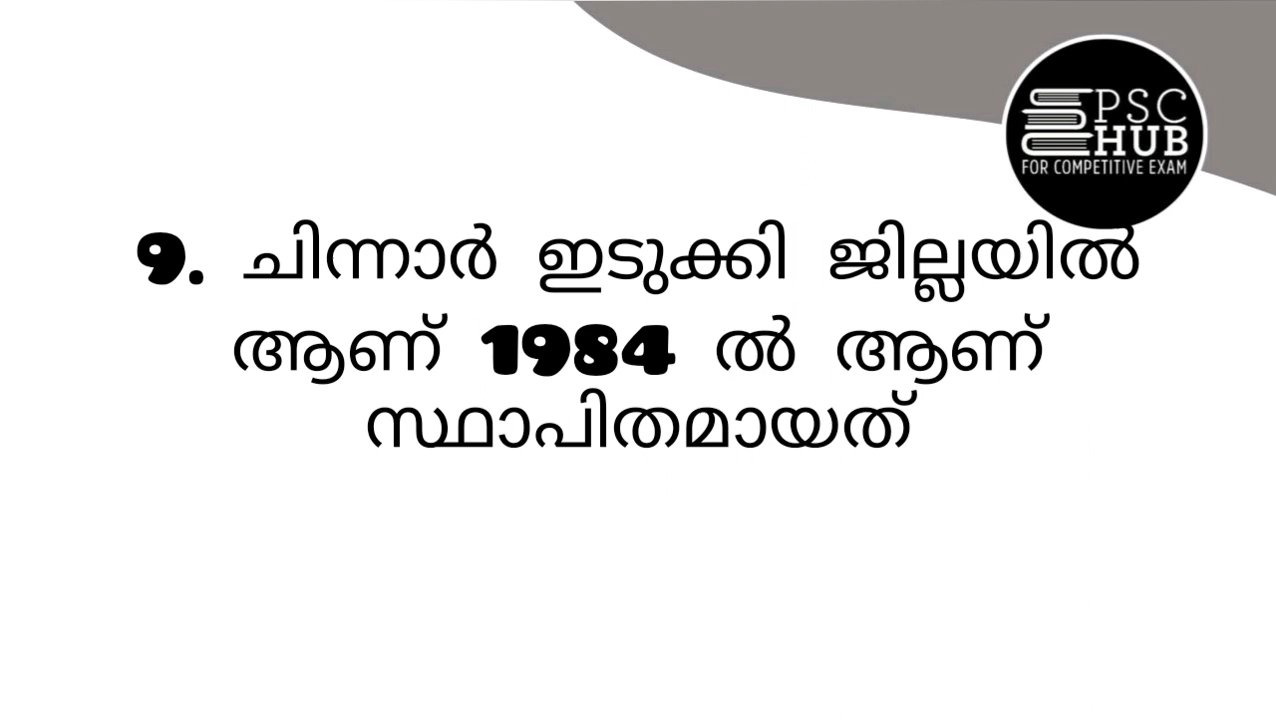 PSC
HUB
FOR COMPETITIVE EXAM
9. ചിന്നാർ ഇടുക്കി ജില്ലയിൽ
ആണ് 1984 ൽ ആണ്
സ്ഥാപിതമായത്